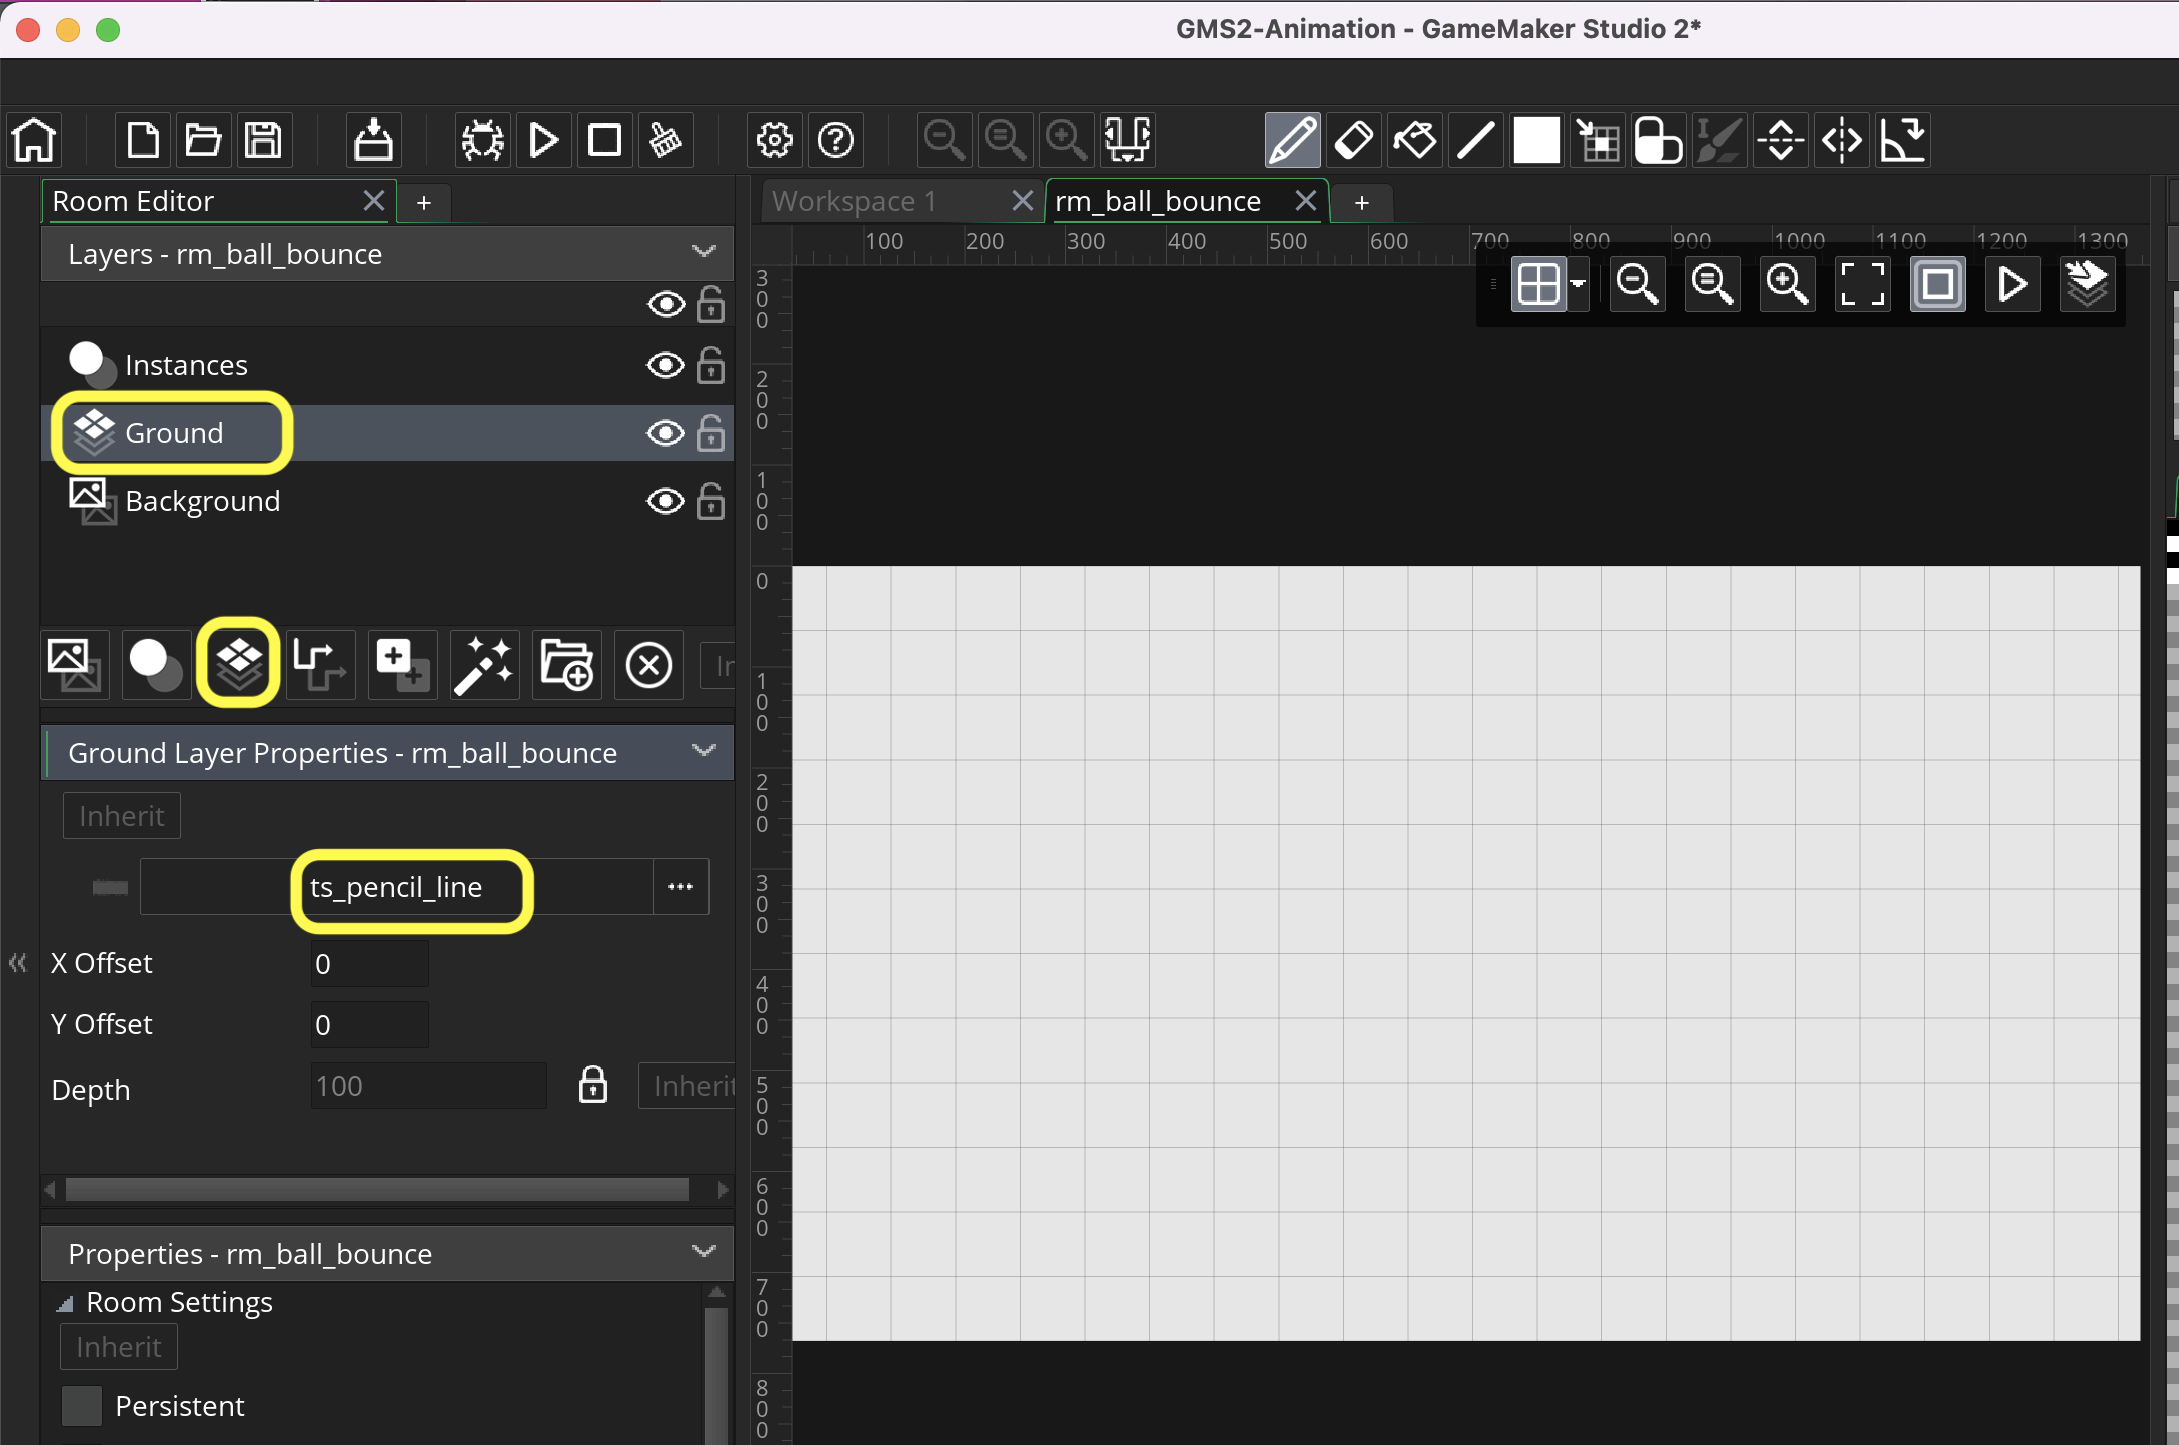 GMS2-Animation - GameMaker Studio 2*
Room Editor
+
Workspace 1
rm_ball_bounce
+
Layers - rm_ball_bounce
100 200 300 400 500 600 700 800 900 1000 1100 1200 1300
300
200
100
0
100
200
300
400
500
600
700
800
Instances
Ground
Background
In
Ground Layer Properties - rm_ball_bounce
Inherit
ts_pencil_line
...
X Offset
0
Y Offset
0
Depth
100
Inherit
Properties - rm_ball_bounce
Room Settings
Inherit
Persistent